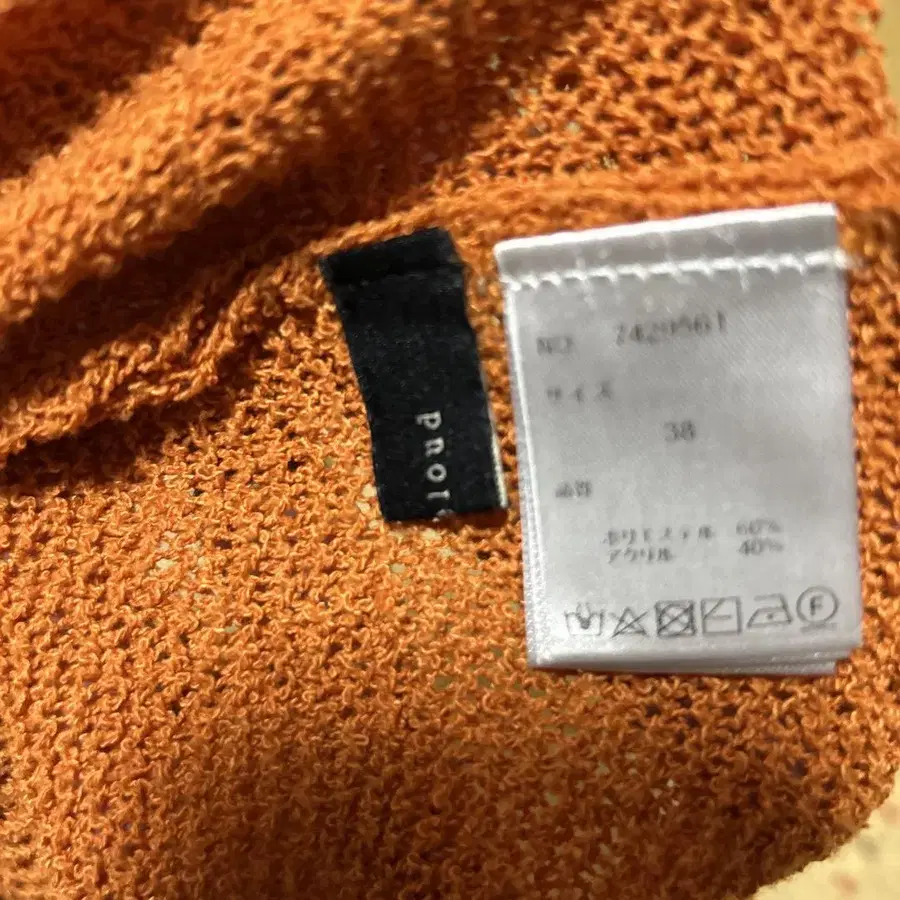 puol
NO.
サイズ
38
品質
ポリエステル 60%
アクリル 40%
F